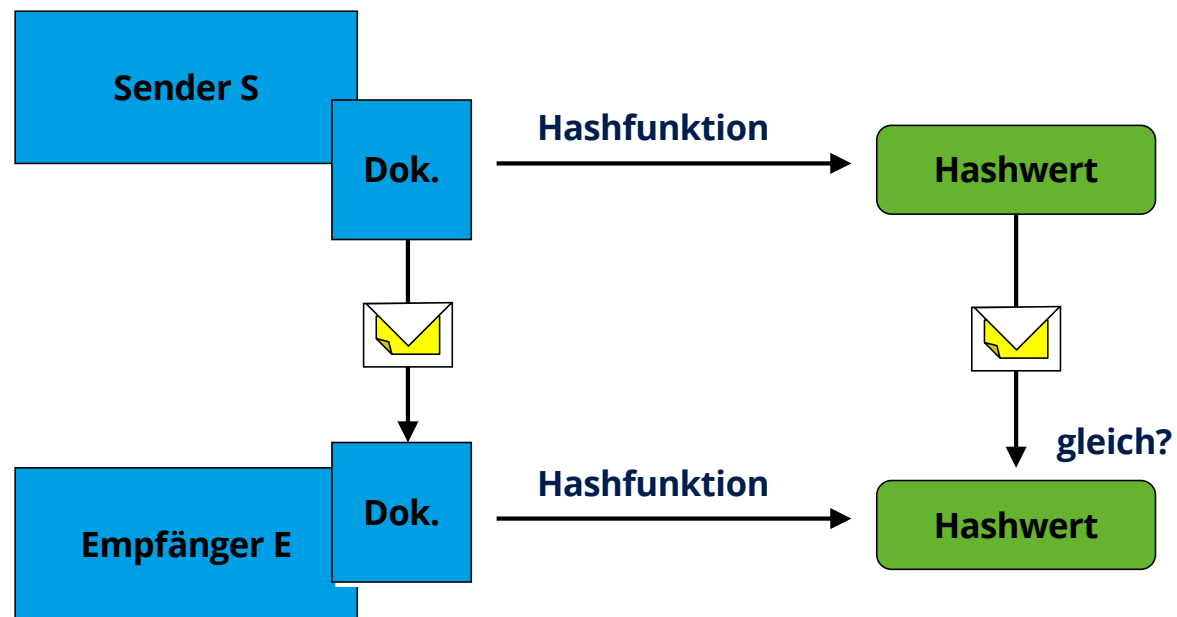 Sender S
Dok.
Hashfunktion
Hashwert
gleich?
Empfänger E
Dok.
Hashfunktion
Hashwert